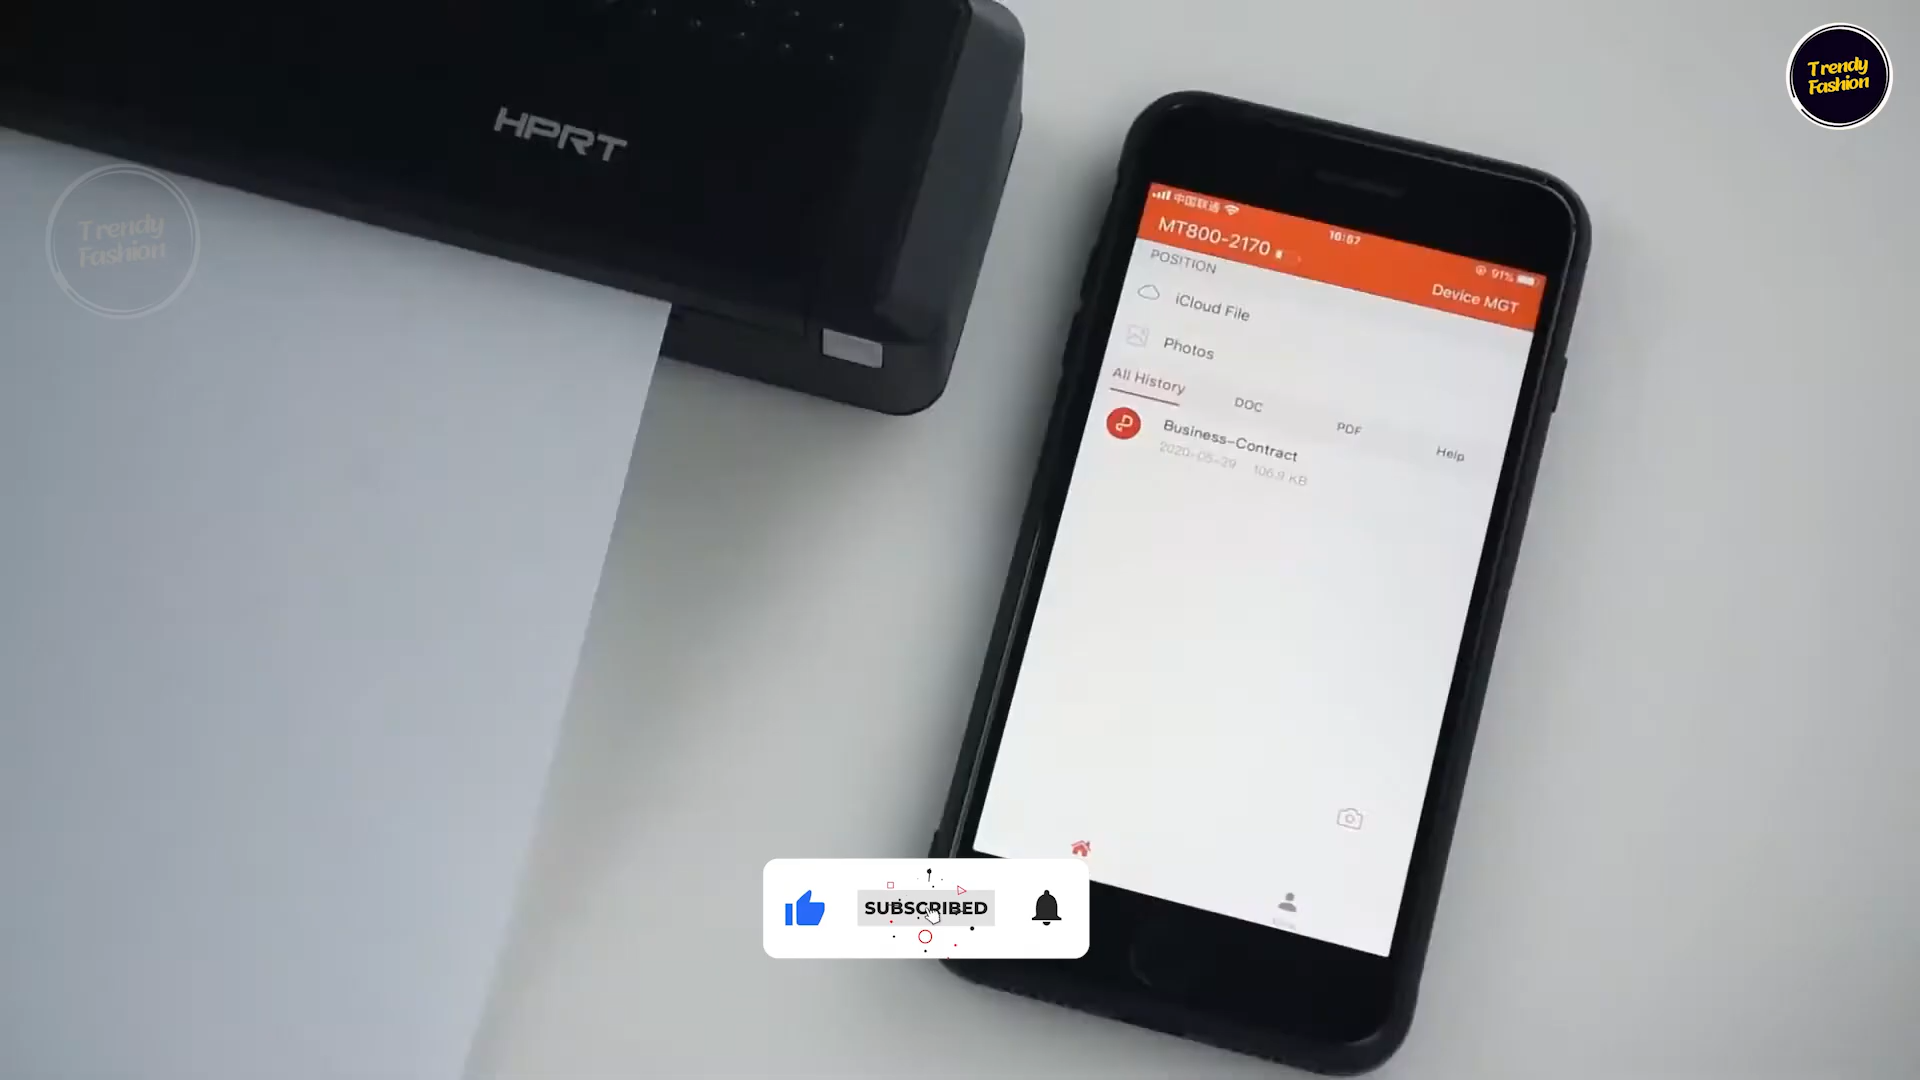 HPRT
Trendy
Fashion
Trendy
Fashion
中国联通
16:07
91%
MT800-2170
Device MGT
POSITION
iCloud File
Photos
All History
DOC
PDF
Help
Business-Contract
2020-05-29 106.9 KB
SUBSCRIBED